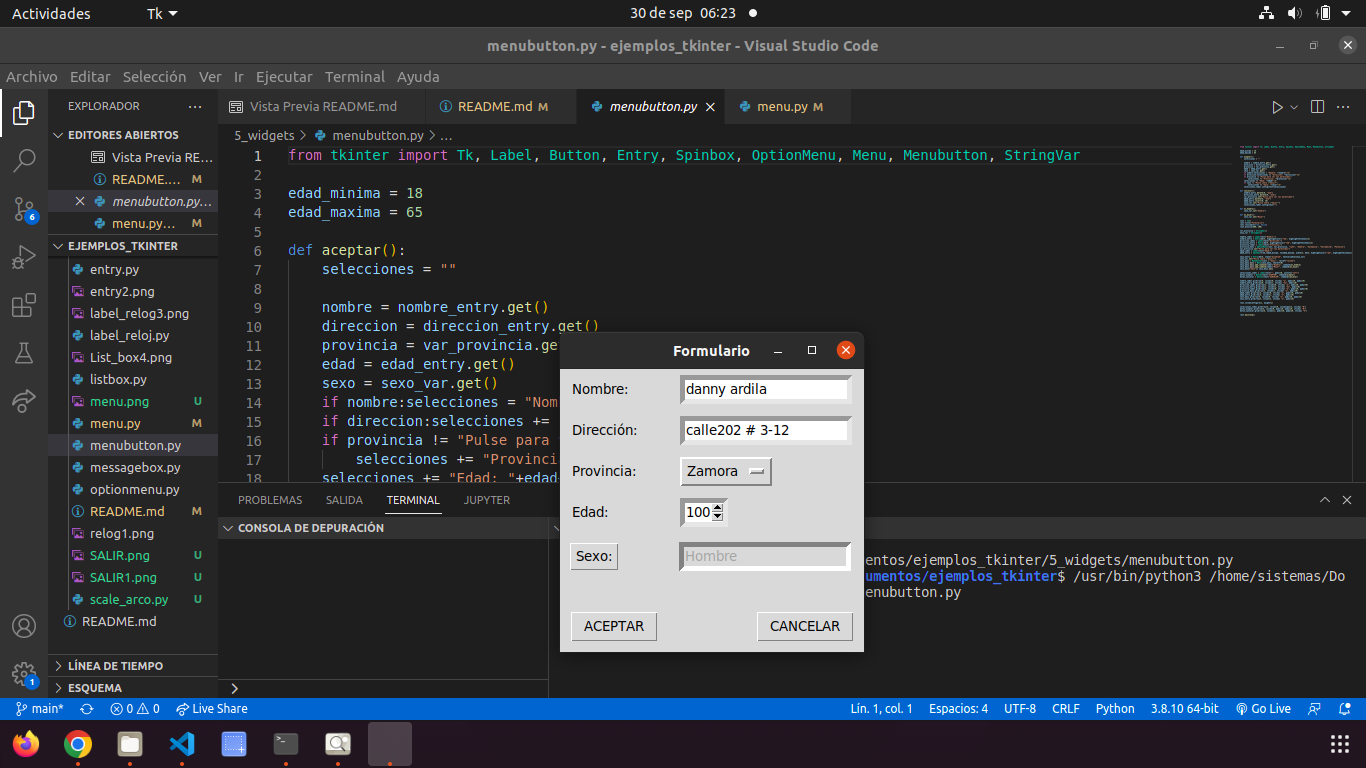 Actividades
Tk
30 de sep 06:23
menubutton.py - ejemplos_tkinter - Visual Studio Code
Archivo Editar Selección Ver Ir Ejecutar Terminal Ayuda
EXPLORADOR
EDITORES ABIERTOS
Vista Previa RE...
README.... M
menubutton.py...
menu.py... M
EJEMPLOS_TKINTER
entry.py
entry2.png
label_relog3.png
label_reloj.py
List_box4.png
listbox.py
menu.png U
menu.py M
menubutton.py
messagebox.py
optionmenu.py
README.md M
relog1.png
SALIR.png U
SALIR1.png U
scale_arco.py U
README.md
LÍNEA DE TIEMPO
ESQUEMA
6
1
Vista Previa README.md
README.md M
menubutton.py
menu.py M
5_widgets > menubutton.py > ...
1 from tkinter import Tk, Label, Button, Entry, Spinbox, OptionMenu, Menu, Menubutton, StringVar
2
3 edad_minima = 18
4 edad_maxima = 65
5
6 def aceptar():
7 selecciones = ""
8
9 nombre = nombre_entry.get()
10 direccion = direccion_entry.get()
11 provincia = var_provincia.ge
12 edad = edad_entry.get()
13 sexo = sexo_var.get()
14 if nombre:selecciones = "Nom
15 if direccion:selecciones +=
16 if provincia != "Pulse para
17 selecciones += "Provinci
18 selecciones += "Edad: "+edad
PROBLEMAS SALIDA TERMINAL JUPYTER
CONSOLA DE DEPURACIÓN
entos/ejemplos_tkinter/5_widgets/menubutton.py
umentos/ejemplos_tkinter$ /usr/bin/python3 /home/sistemas/Do
enubutton.py
Formulario
Nombre: danny ardila
Dirección: calle202 # 3-12
Provincia: Zamora
Edad: 100
Sexo: Hombre
ACEPTAR CANCELAR
main* 0 0 Live Share
Lín. 1, col. 1 Espacios: 4 UTF-8 CRLF Python 3.8.10 64-bit Go Live